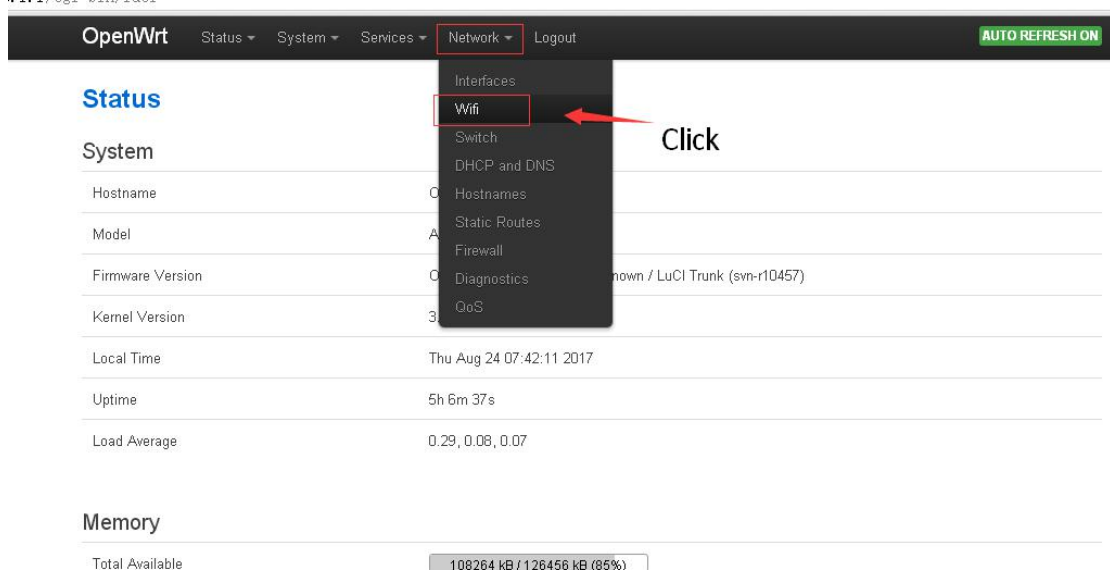 OpenWrt Status System Services Network Logout AUTO REFRESH ON
Interfaces
Wifi
Switch
DHCP and DNS
Hostnames
Static Routes
Firewall
Diagnostics
QoS
Click
Status
System
Hostname
Model
Firmware Version / LuCI Trunk (svn-r10457)
Kernel Version
Local Time Thu Aug 24 07:42:11 2017
Uptime 5h 6m 37s
Load Average 0.29, 0.08, 0.07
Memory
Total Available 108264 kB / 126456 kB (85%)